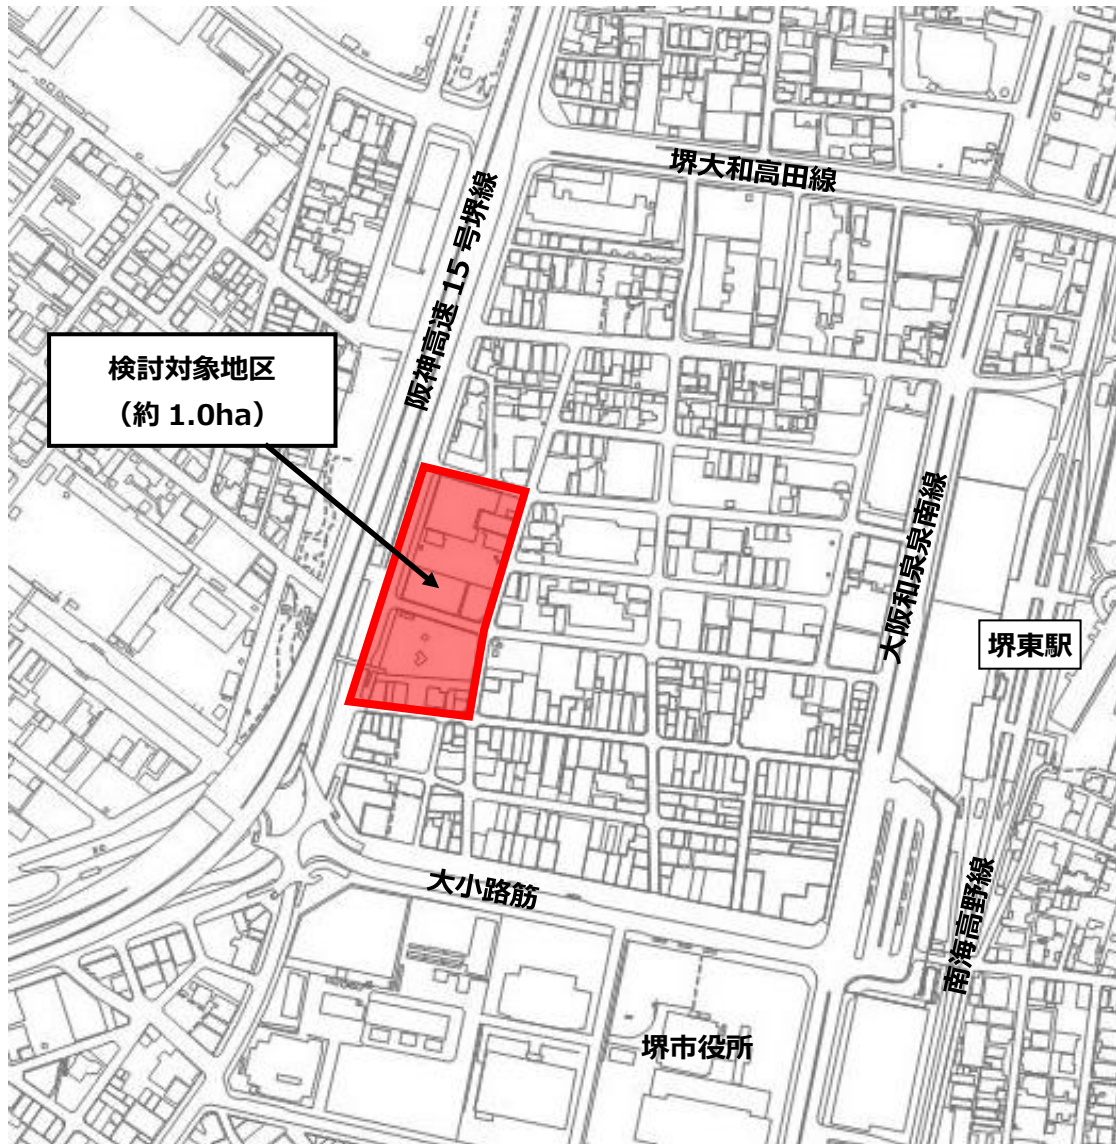 堺大和高田線
阪神高速 15 号堺線
検討対象地区
（約 1.0ha）
大阪和泉泉南線
堺東駅
大小路筋
南海高野線
堺市役所